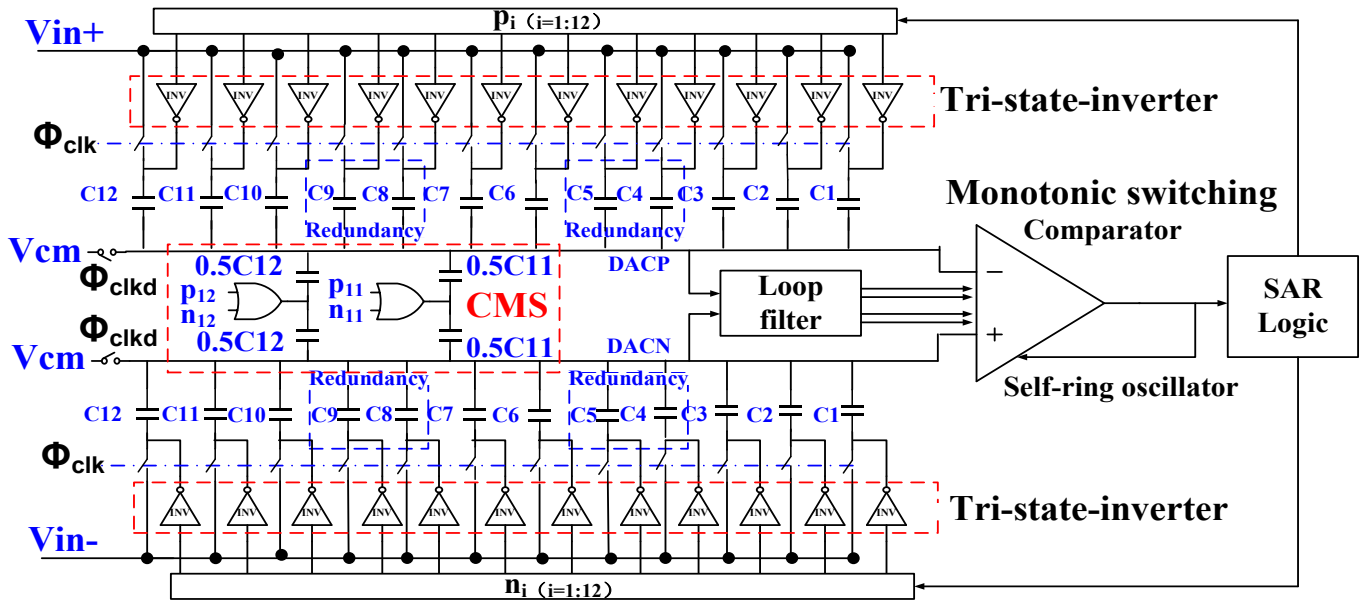 pi (i=1:12)
Vin+
INV INV INV INV INV INV INV INV INV INV INV INV
Tri-state-inverter
Φclk
C12 C11 C10 C9 C8 C7 C6 C5 C4 C3 C2 C1
Redundancy Redundancy
Monotonic switching
Comparator
Vcm
Φclkd
0.5C12 0.5C11
DACP
p12
n12
p11
n11
CMS
Loop
filter
−
+
SAR
Logic
Φclkd
0.5C12 0.5C11
Vcm
DACN
Redundancy Redundancy
Self-ring oscillator
C12 C11 C10 C9 C8 C7 C6 C5 C4 C3 C2 C1
Φclk
INV INV INV INV INV INV INV INV INV INV INV INV
Tri-state-inverter
Vin-
ni (i=1:12)